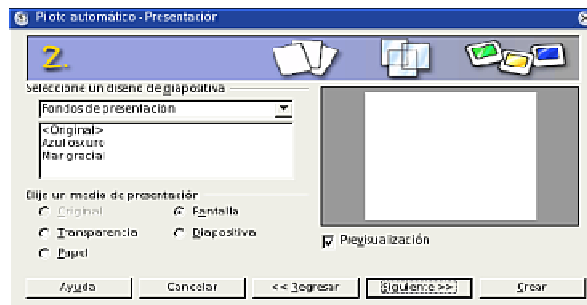 Piloto automático - Presentación
2.
Seleccione un diseño de diapositiva
Fondos de presentación
<Original>
Azul oscuro
Mar glacial
Elije un medio de presentación
Original
Pantalla
Transparencia
Diapositiva
Papel
Previsualización
Ayuda
Cancelar
<< Regresar
Siguiente >>
Crear